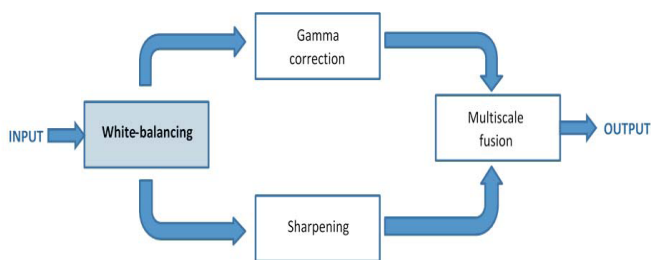 INPUT
White-balancing
Gamma
correction
Sharpening
Multiscale
fusion
OUTPUT